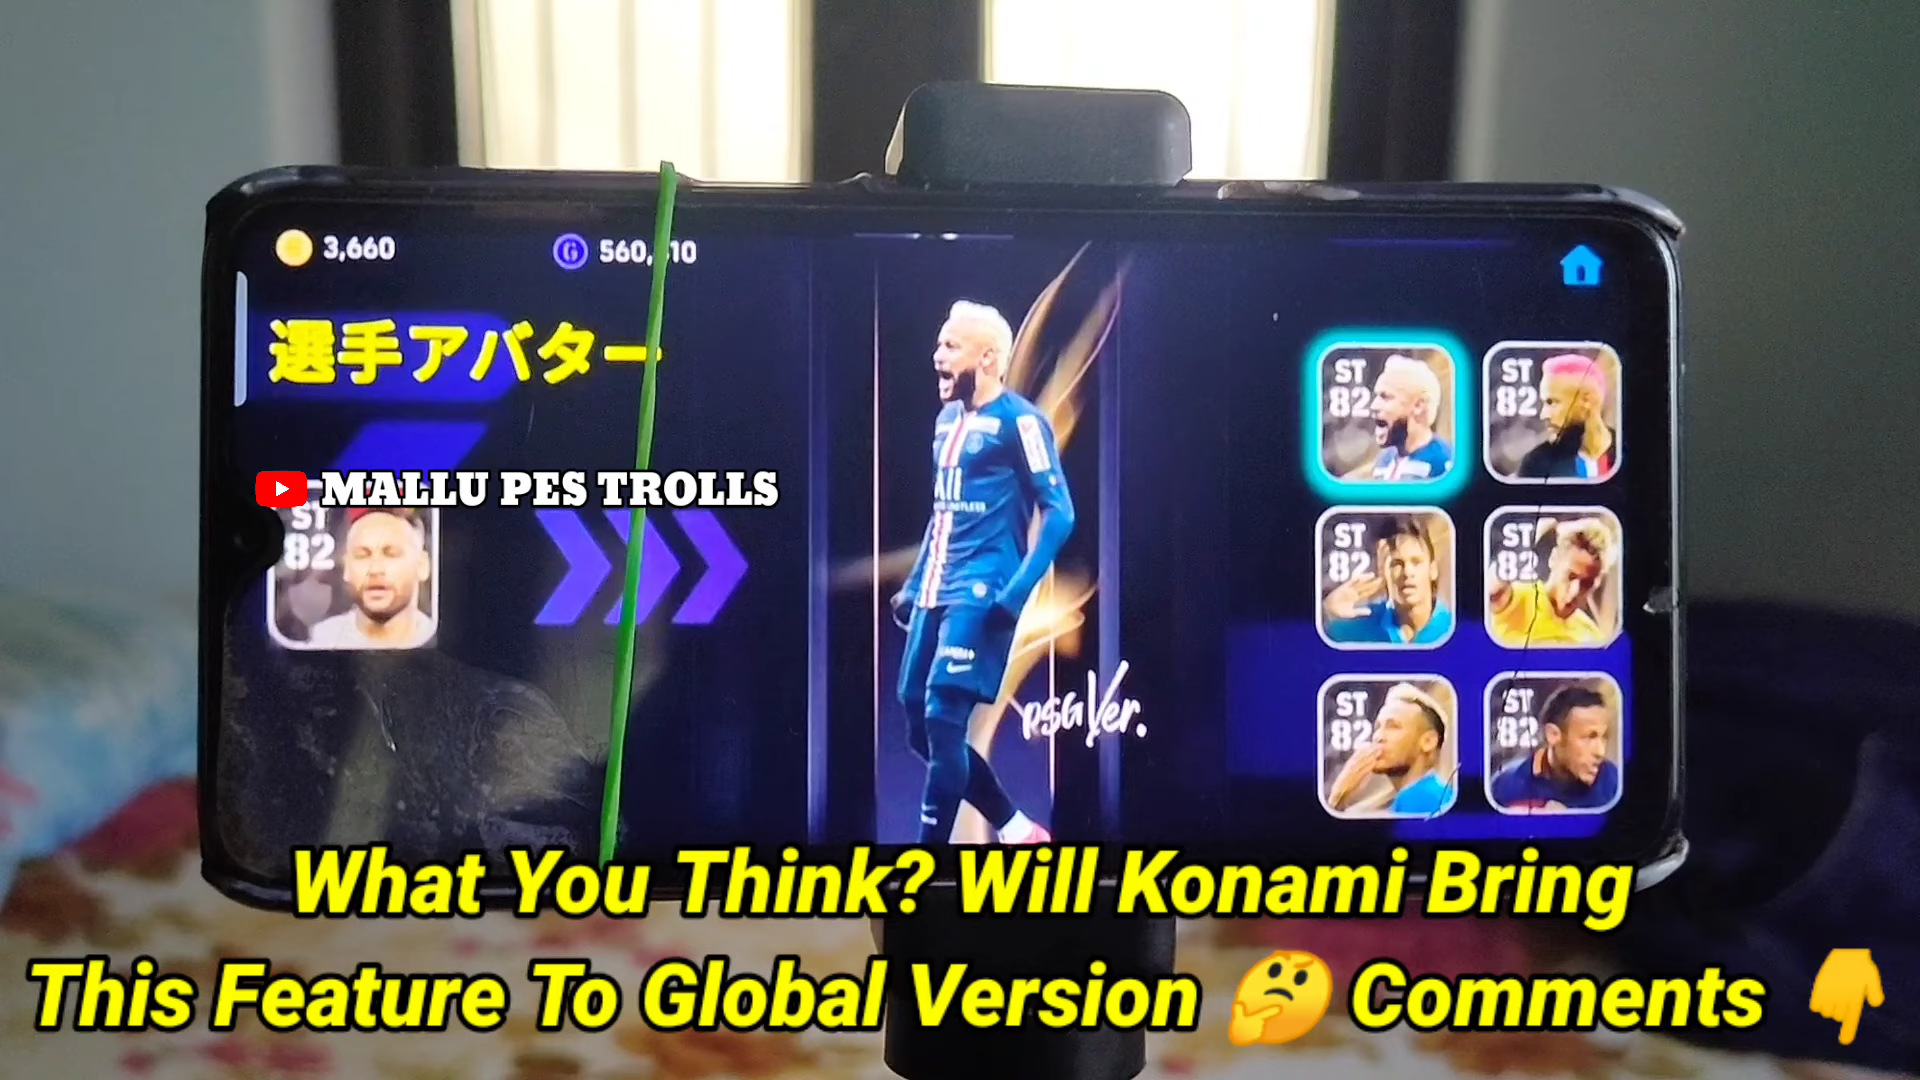 3,660
選手アバター
MALLU PES TROLLS
ST
82
PSG Ver.
ST
82
ST
82
ST
82
ST
82
ST
82
ST
82
What You Think? Will Konami Bring
This Feature To Global Version 🤔 Comments 👇